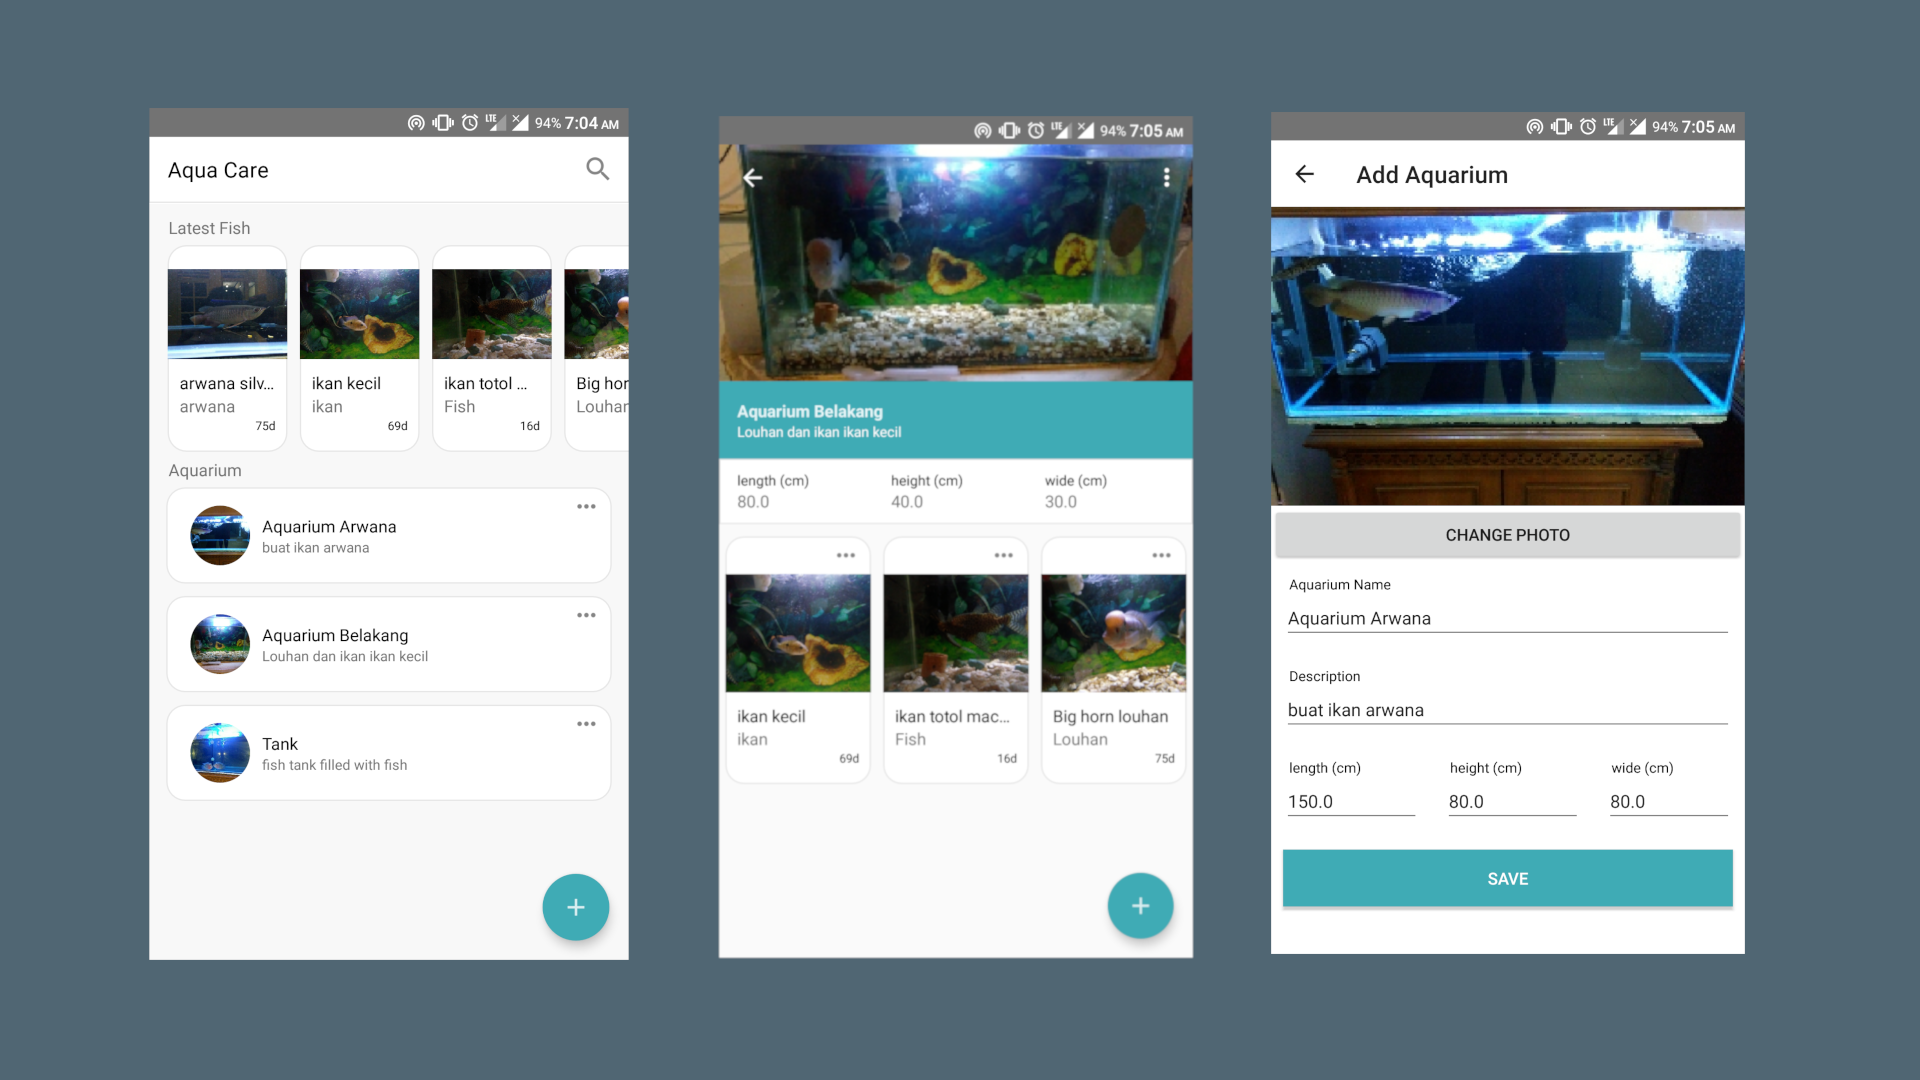 LTE 94% 7:04 AM
Aqua Care
Latest Fish
arwana silv...
arwana
75d
ikan kecil
ikan
69d
ikan totol ...
Fish
16d
Big hor
Louhan
Aquarium
Aquarium Arwana
buat ikan arwana
Aquarium Belakang
Louhan dan ikan ikan kecil
Tank
fish tank filled with fish
LTE 94% 7:05 AM
Aquarium Belakang
Louhan dan ikan ikan kecil
length (cm) height (cm) wide (cm)
80.0 40.0 30.0
ikan kecil
ikan
69d
ikan totol mac...
Fish
16d
Big horn louhan
Louhan
75d
LTE 94% 7:05 AM
Add Aquarium
CHANGE PHOTO
Aquarium Name
Aquarium Arwana
Description
buat ikan arwana
length (cm) height (cm) wide (cm)
150.0 80.0 80.0
SAVE